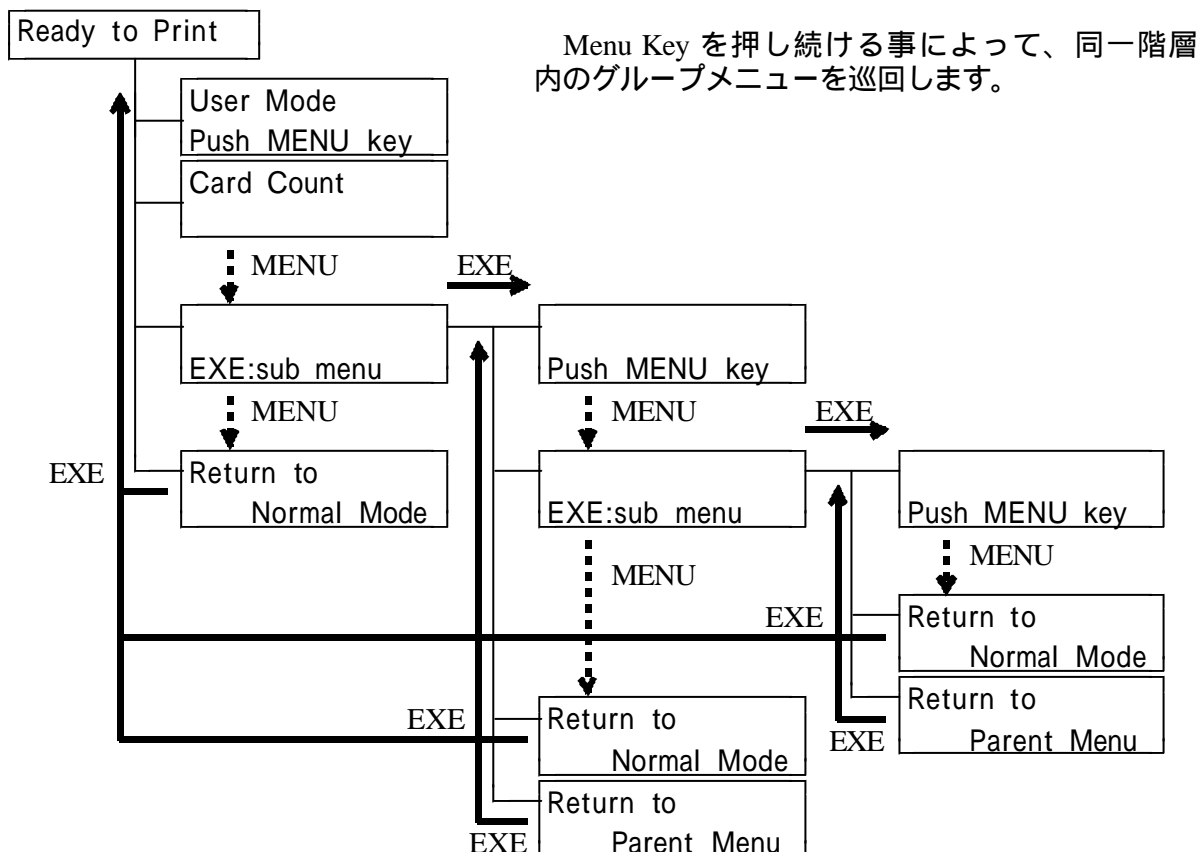 Ready to Print
Menu Key を押し続ける事によって、同一階層
内のグループメニューを巡回します。
User Mode
Push MENU key
Card Count
MENU
EXE
EXE:sub menu
Push MENU key
MENU
MENU
EXE
EXE
Return to
Normal Mode
EXE:sub menu
Push MENU key
MENU
MENU
EXE
Return to
Normal Mode
EXE
Return to
Normal Mode
EXE
Return to
Parent Menu
EXE
Return to
Parent Menu